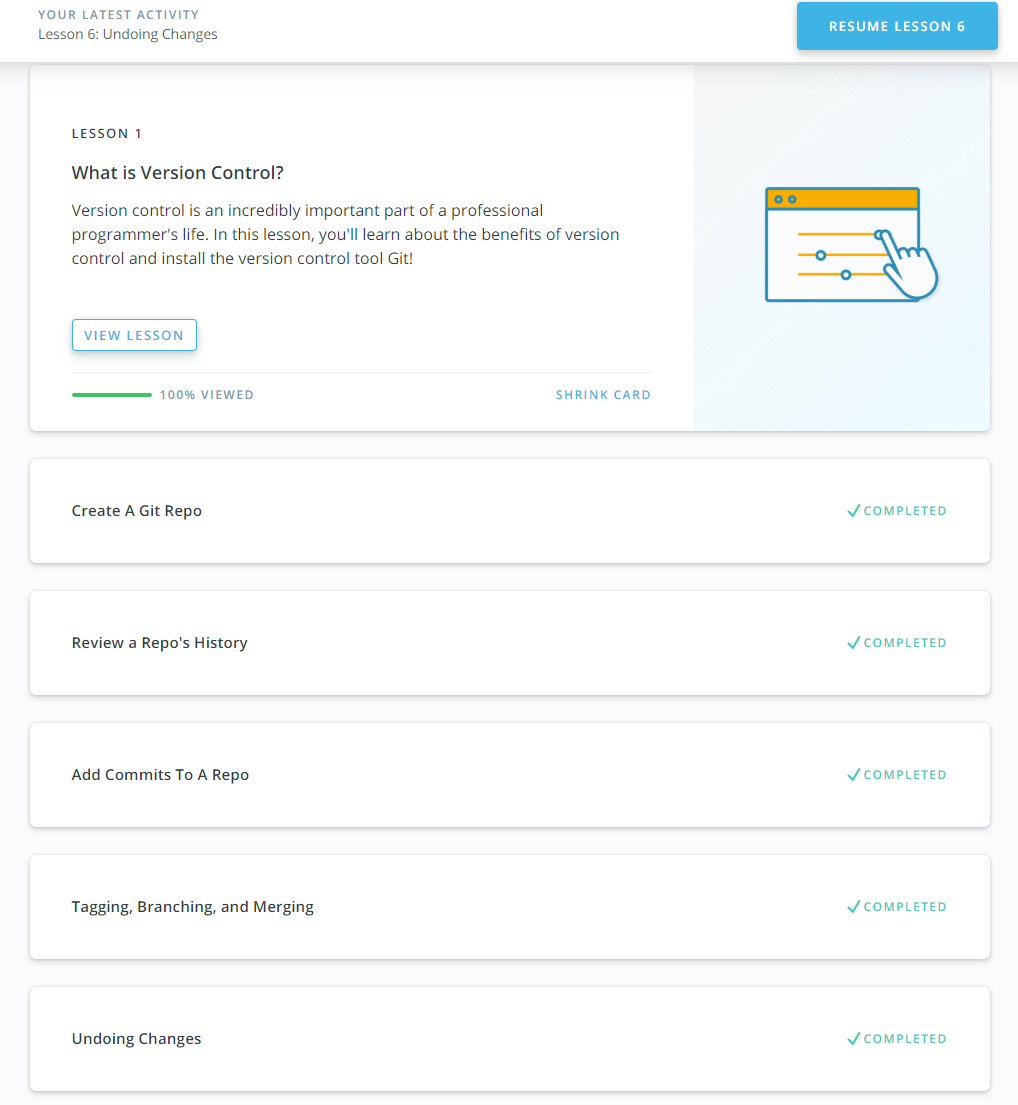 YOUR LATEST ACTIVITY
Lesson 6: Undoing Changes
RESUME LESSON 6
LESSON 1
What is Version Control?
Version control is an incredibly important part of a professional
programmer's life. In this lesson, you'll learn about the benefits of version
control and install the version control tool Git!
VIEW LESSON
100% VIEWED
SHRINK CARD
Create A Git Repo
COMPLETED
Review a Repo's History
COMPLETED
Add Commits To A Repo
COMPLETED
Tagging, Branching, and Merging
COMPLETED
Undoing Changes
COMPLETED